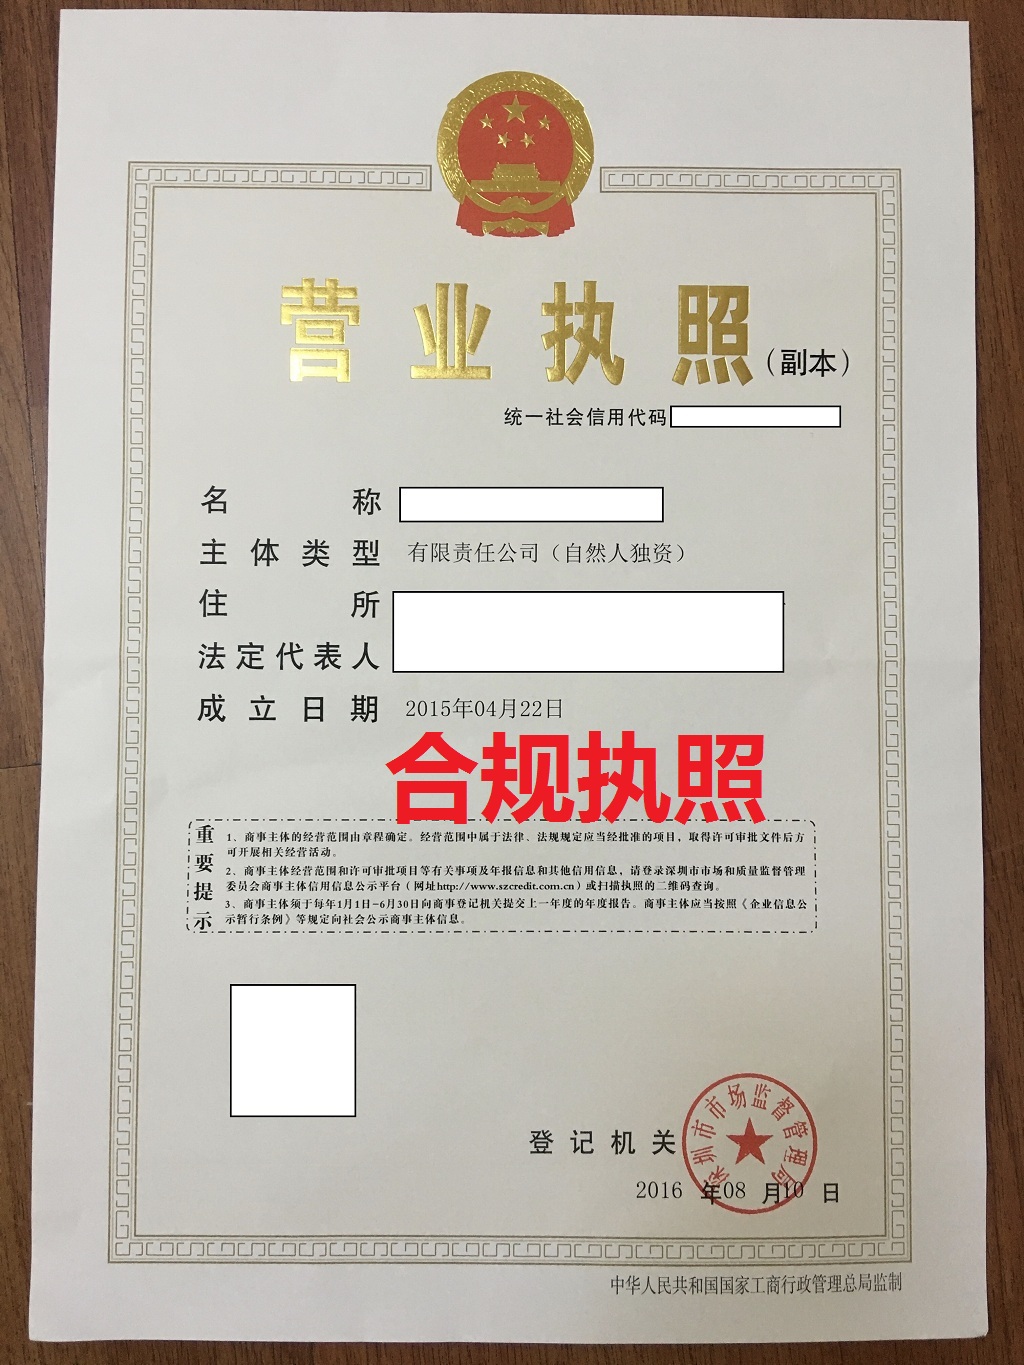 营业执照（副本）
统一社会信用代码
名称
主体类型 有限责任公司（自然人独资）
住所
法定代表人
成立日期 2015年04月22日
合规执照
重要提示
1、商事主体的经营范围由章程确定。经营范围中属于法律、法规规定应当经批准的项目，取得许可审批文件后方
可开展相关经营活动。
2、商事主体经营范围和许可审批项目等有关事项及年报信息和其他信用信息，请登录深圳市市场和质量监督管理
委员会商事主体信用信息公示平台（网址http://www.szcredit.com.cn）或扫描执照的二维码查询。
3、商事主体须于每年1月1日-6月30日向商事登记机关提交上一年度的年度报告。商事主体应当按照《企业信息公
示暂行条例》等规定向社会公示商事主体信息。
登记机关
深圳市市场监督管理局
2016 年08 月10 日
中华人民共和国国家工商行政管理总局监制